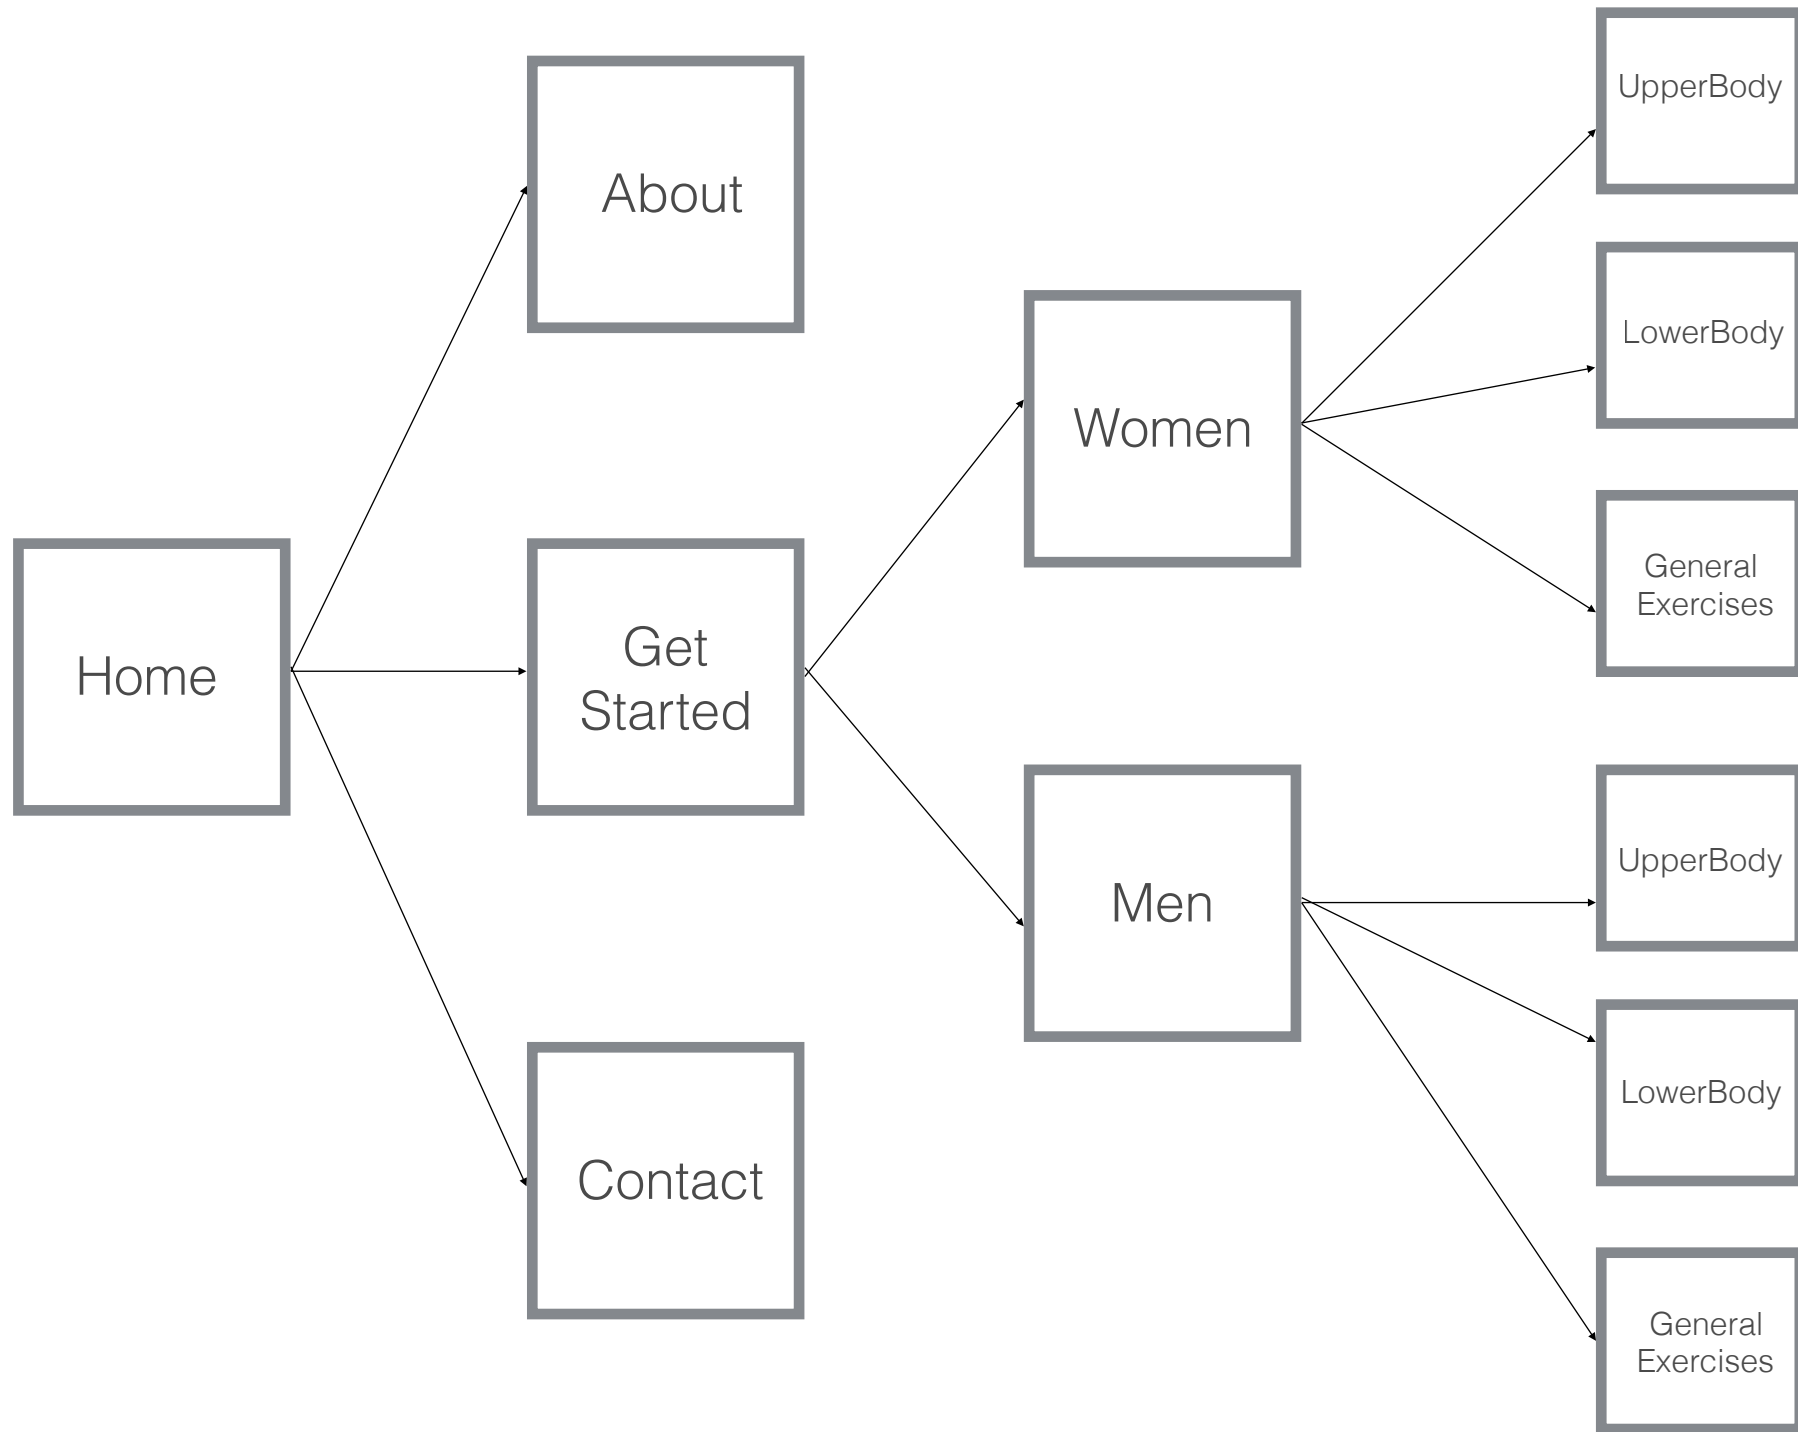 Home
About
Get
Started
Contact
Women
Men
UpperBody
LowerBody
General
Exercises
UpperBody
LowerBody
General
Exercises